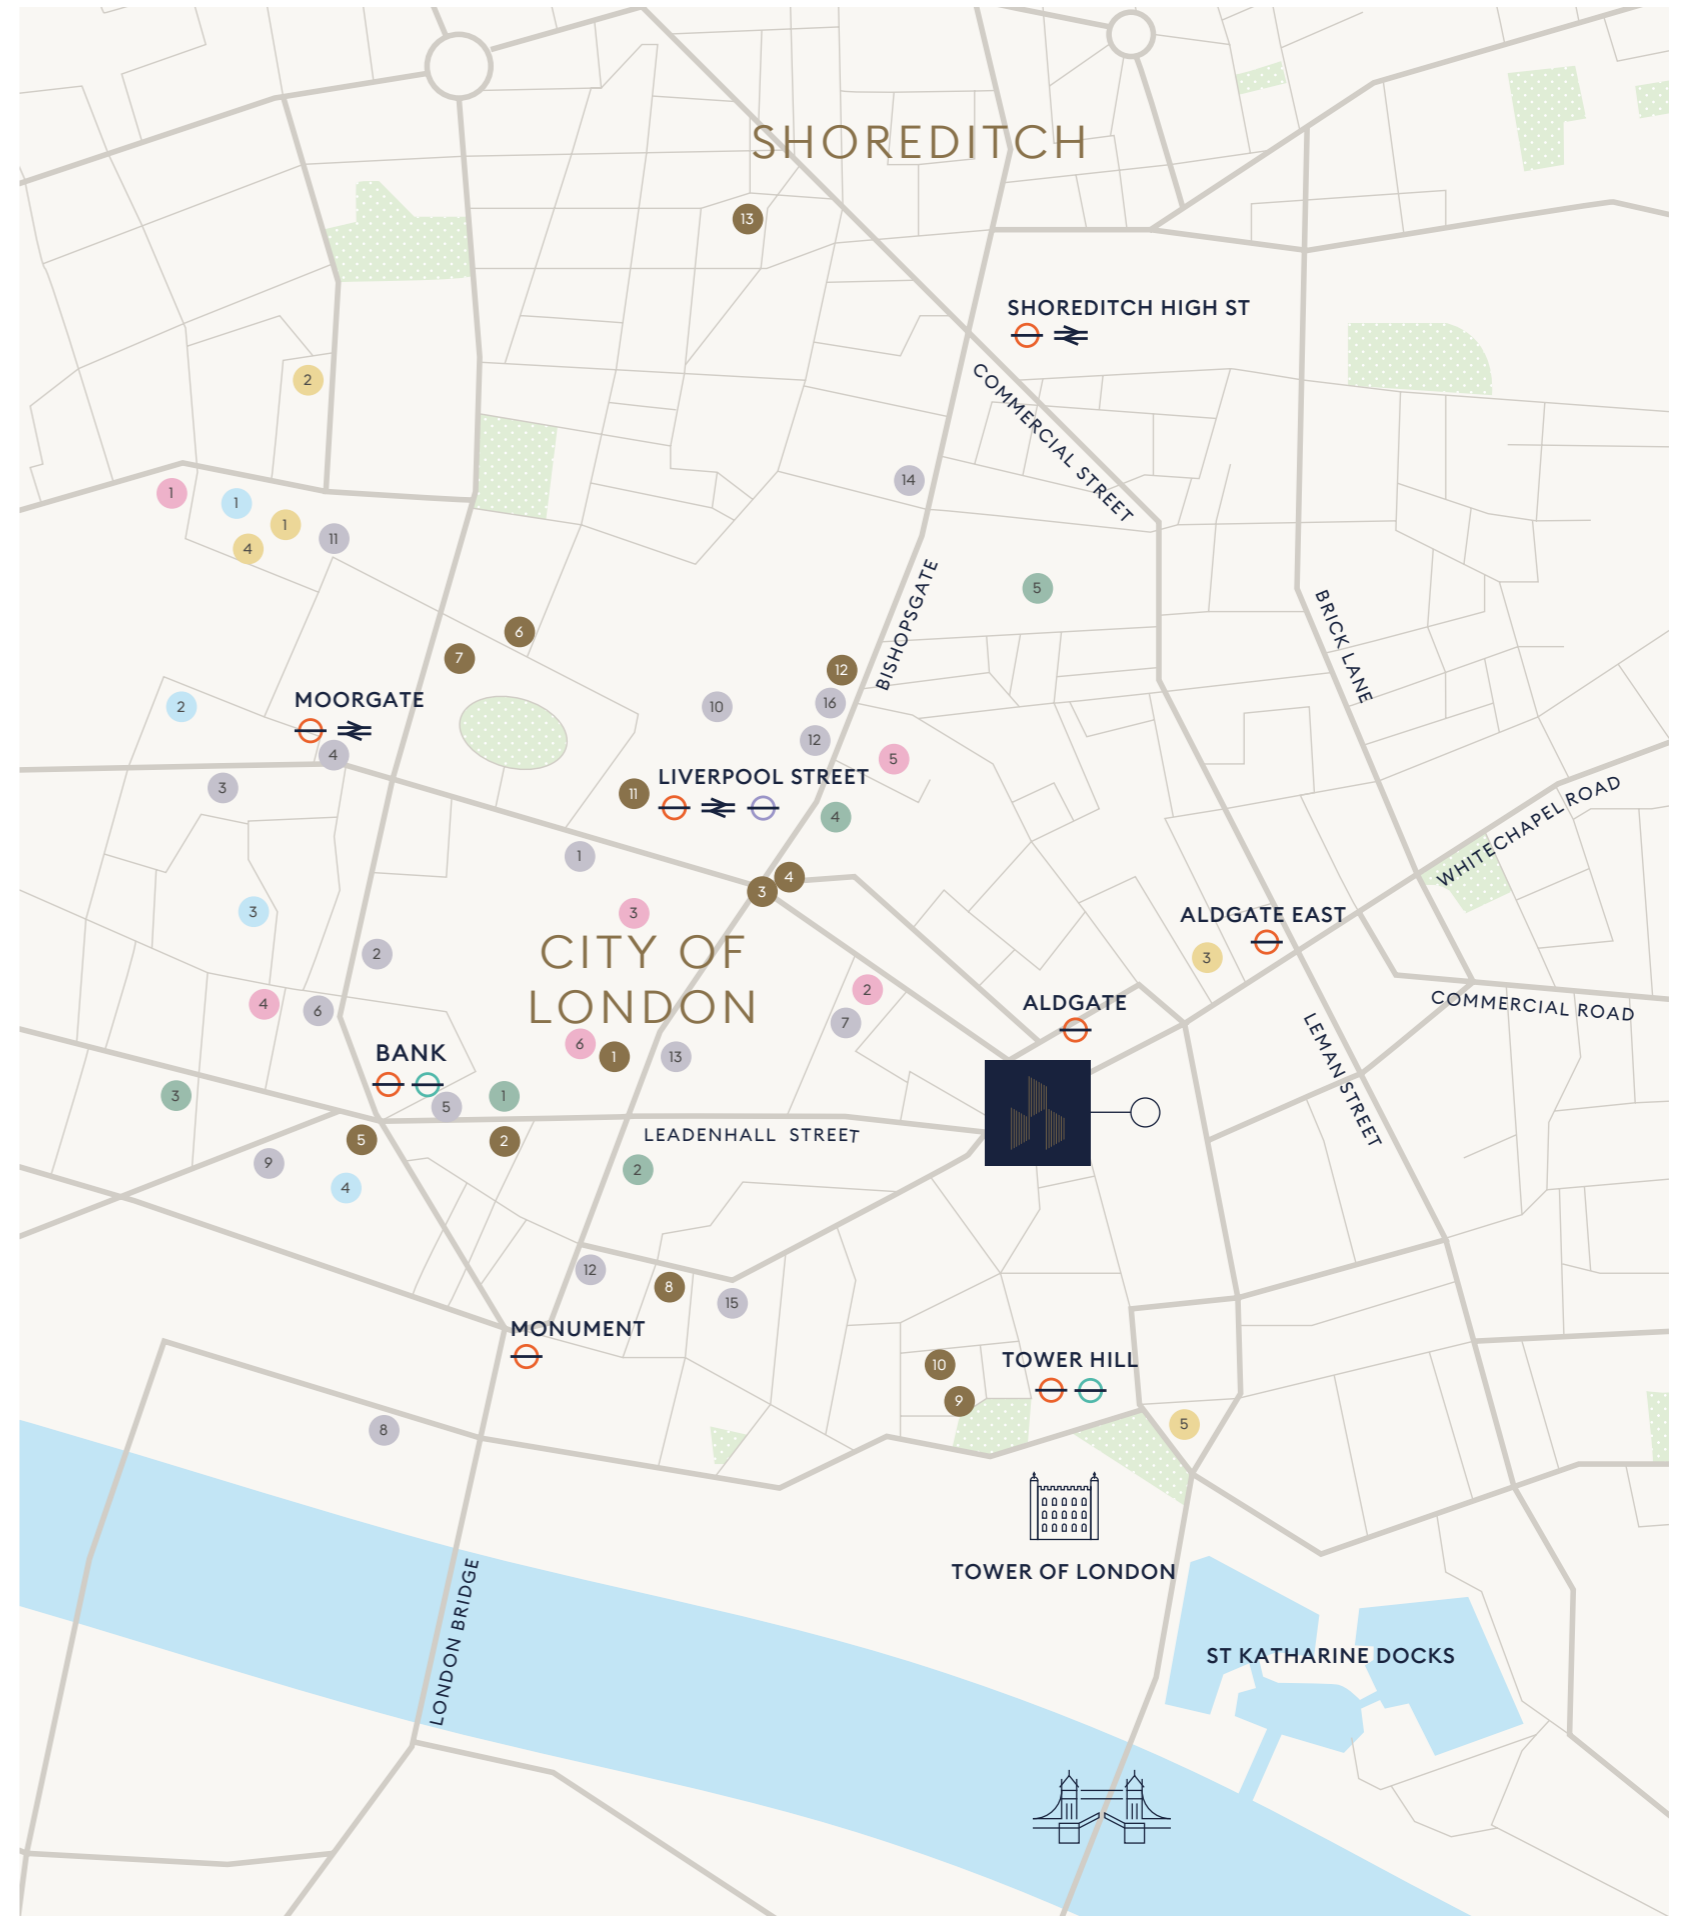 SHOREDITCH
13
SHOREDITCH HIGH ST
COMMERCIAL STREET
2
14
1
1
1
4
11
5
BISHOPSGATE
BRICK LANE
6
7
12
MOORGATE
2
10
16
12
4
5
LIVERPOOL STREET
3
11
4
WHITECHAPEL ROAD
1
4
3
3
3
ALDGATE EAST
CITY OF
LONDON
2
3
2
ALDGATE
COMMERCIAL ROAD
4
6
7
LEMAN STREET
6
1
13
BANK
3
5
1
5
2
LEADENHALL STREET
9
4
2
12
8
15
MONUMENT
10
9
TOWER HILL
8
5
TOWER OF LONDON
LONDON BRIDGE
ST KATHARINE DOCKS